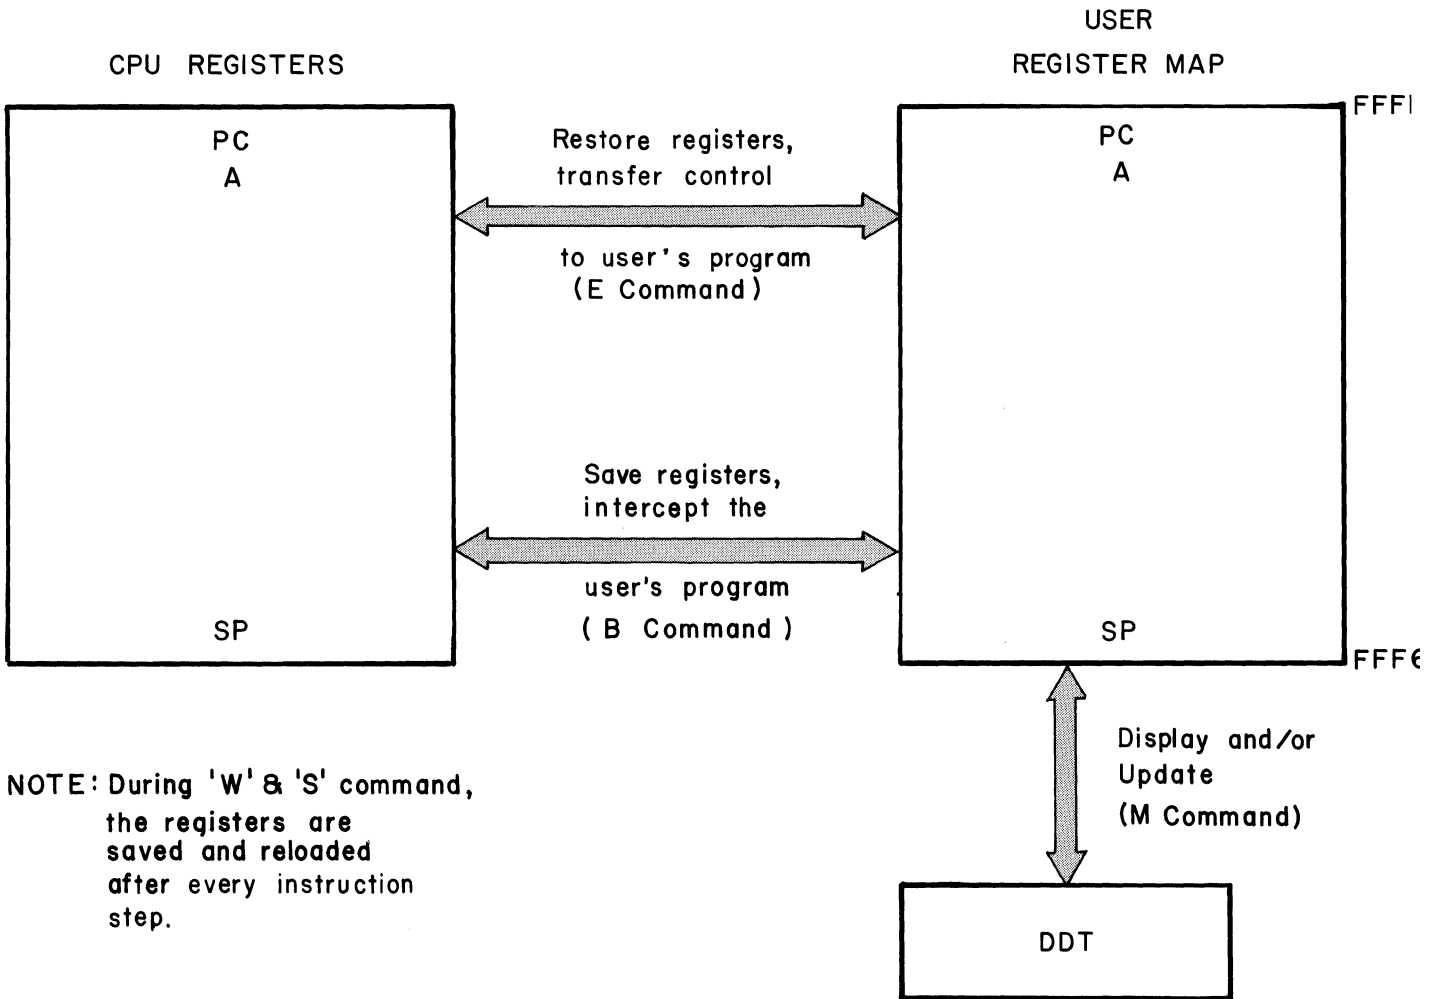 CPU REGISTERS
USER
REGISTER MAP
PC
A
SP
Restore registers,
transfer control
to user's program
(E Command)
Save registers,
intercept the
user's program
( B Command )
FFF1
PC
A
SP
Display and/or
Update
(M Command)
DDT
NOTE: During 'W' & 'S' command,
the registers are
saved and reloaded
after every instruction
step.